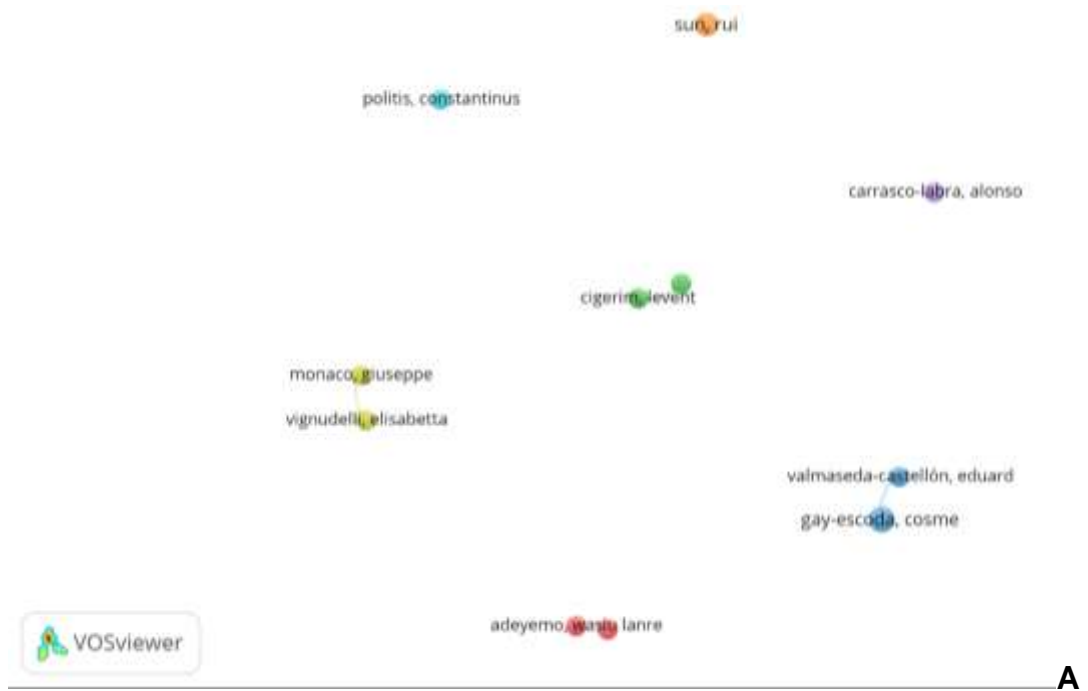 sun, rui
politis, constantinus
carrasco-labra, alonso
cigerim, levent
monaco, giuseppe
vignudelli, elisabetta
valmaseda-castellón, eduard
gay-escoda, cosme
adeyemo, wasiu lanre
VOSviewer
A